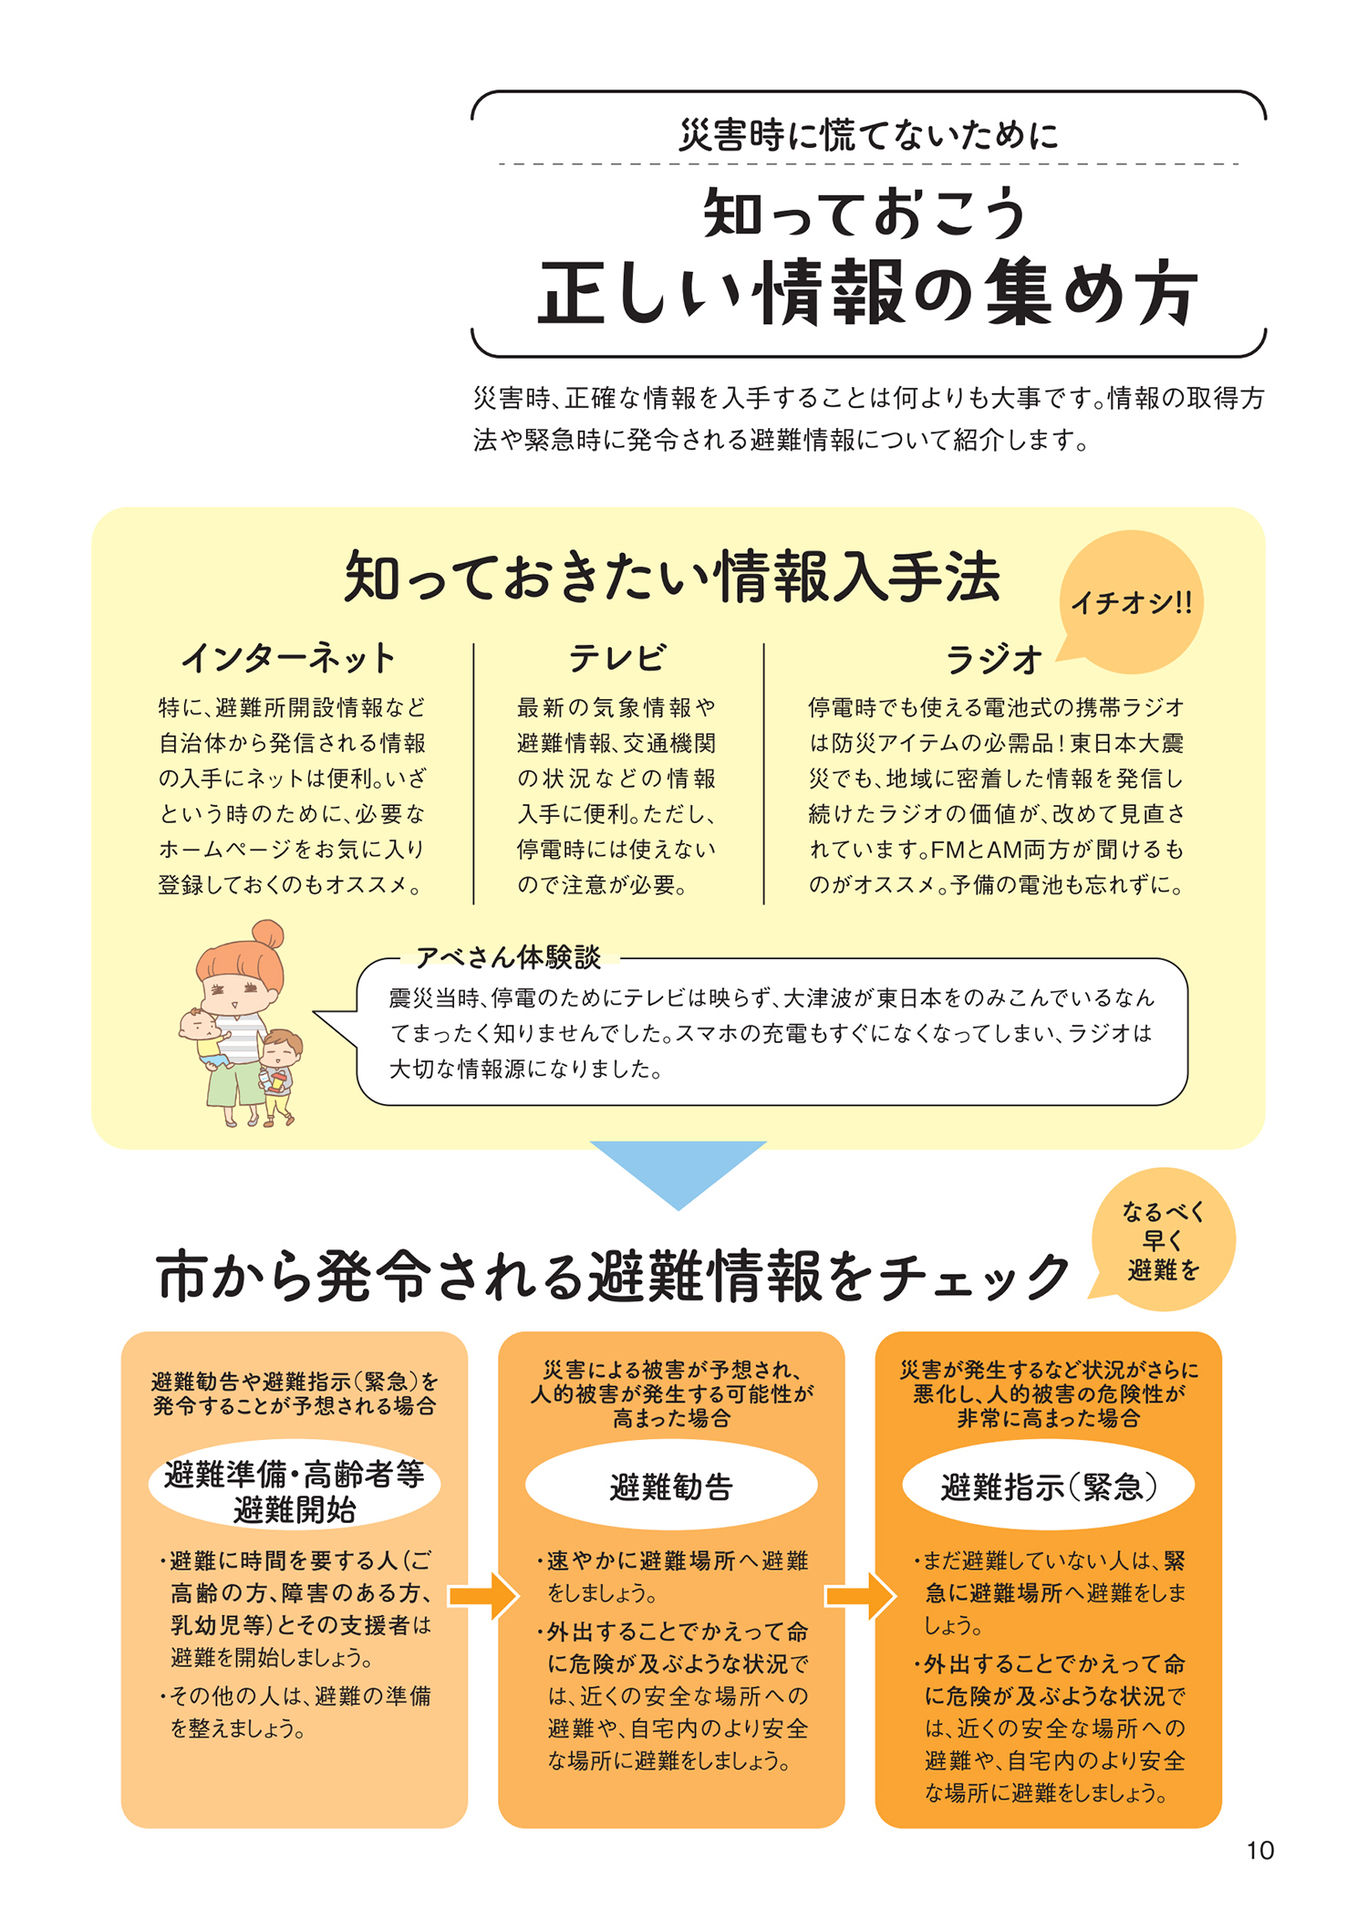 災害時に慌てないために
知っておこう
正しい情報の集め方
災害時、正確な情報を入手することは何よりも大事です。情報の取得方
法や緊急時に発令される避難情報について紹介します。
知っておきたい情報入手法
イチオシ!!
インターネット
特に、避難所開設情報など
自治体から発信される情報
の入手にネットは便利。いざ
という時のために、必要な
ホームページをお気に入り
登録しておくのもオススメ。
テレビ
最新の気象情報や
避難情報、交通機関
の状況などの情報
入手に便利。ただし、
停電時には使えない
ので注意が必要。
ラジオ
停電時でも使える電池式の携帯ラジオ
は防災アイテムの必需品！東日本大震
災でも、地域に密着した情報を発信し
続けたラジオの価値が、改めて見直さ
れています。FMとAM両方が聞けるも
のがオススメ。予備の電池も忘れずに。
アベさん体験談
震災当時、停電のためにテレビは映らず、大津波が東日本をのみこんでいるなん
てまったく知りませんでした。スマホの充電もすぐになくなってしまい、ラジオは
大切な情報源になりました。
市から発令される避難情報をチェック
なるべく
早く
避難を
避難勧告や避難指示（緊急）を
発令することが予想される場合
避難準備・高齢者等
避難開始
・避難に時間を要する人（ご
高齢の方、障害のある方、
乳幼児等）とその支援者は
避難を開始しましょう。
・その他の人は、避難の準備
を整えましょう。
災害による被害が予想され、
人的被害が発生する可能性が
高まった場合
避難勧告
・速やかに避難場所へ避難
をしましょう。
・外出することでかえって命
に危険が及ぶような状況で
は、近くの安全な場所への
避難や、自宅内のより安全
な場所に避難をしましょう。
災害が発生するなど状況がさらに
悪化し、人的被害の危険性が
非常に高まった場合
避難指示（緊急）
・まだ避難していない人は、緊
急に避難場所へ避難をしま
しょう。
・外出することでかえって命
に危険が及ぶような状況で
は、近くの安全な場所への
避難や、自宅内のより安全
な場所に避難をしましょう。
10